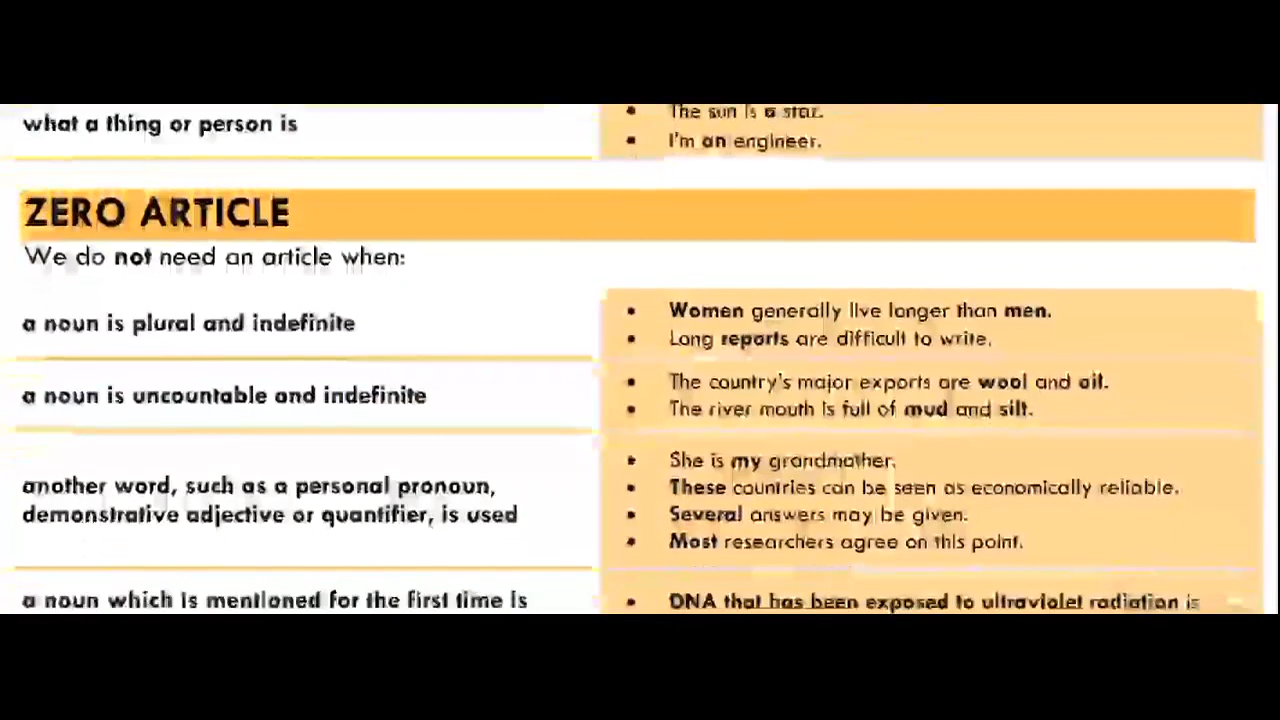 what a thing or person is
• The sun is a star.
• I'm an engineer.
ZERO ARTICLE
We do not need an article when:
a noun is plural and indefinite
• Women generally live longer than men.
• Long reports are difficult to write.
a noun is uncountable and indefinite
• The country's major exports are wool and oil.
• The river mouth is full of mud and silt.
another word, such as a personal pronoun,
demonstrative adjective or quantifier, is used
• She is my grandmother.
• These countries can be seen as economically reliable.
• Several answers may be given.
• Most researchers agree on this point.
a noun which is mentioned for the first time is
• DNA that has been exposed to ultraviolet radiation is